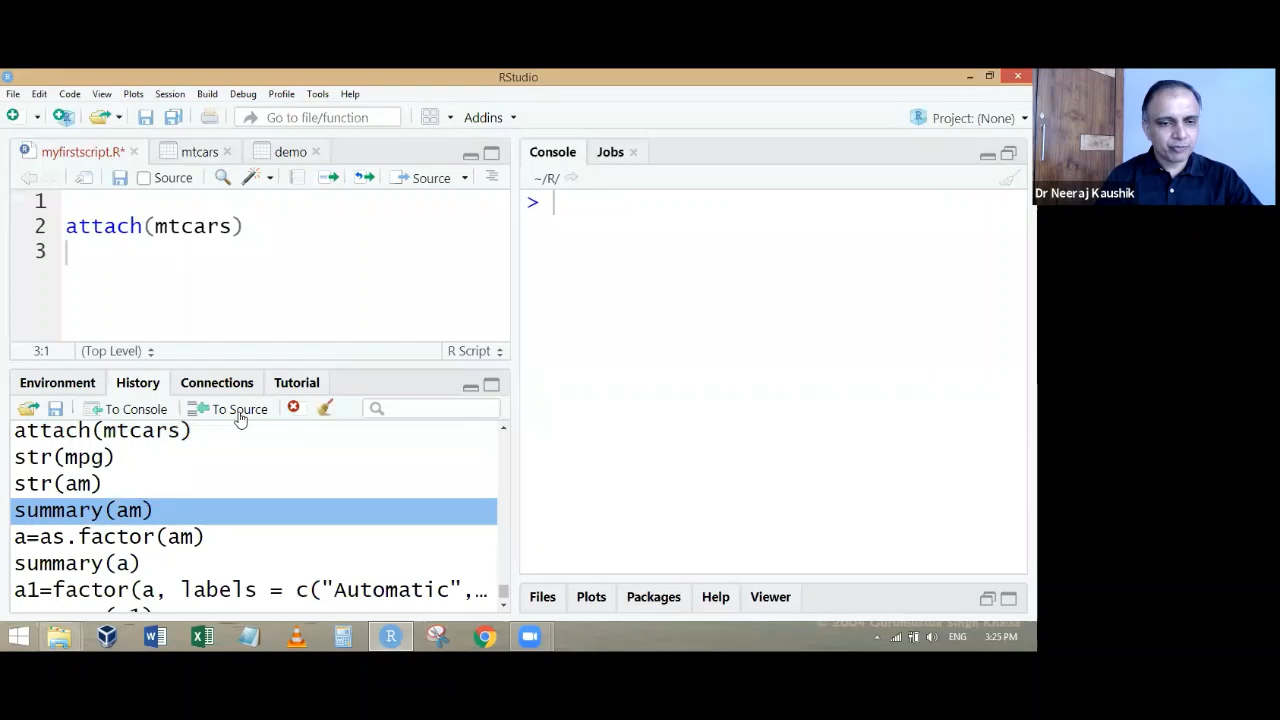 RStudio
File Edit Code View Plots Session Build Debug Profile Tools Help
Go to file/function
Addins
Project: (None)
Dr Neeraj Kaushik
myfirstscript.R*
mtcars
demo
Source
Source
1
2 attach(mtcars)
3
3:1
(Top Level)
R Script
Console
Jobs
~/R/
>
Environment
History
Connections
Tutorial
To Console
To Source
attach(mtcars)
str(mpg)
str(am)
summary(am)
a=as.factor(am)
summary(a)
a1=factor(a, labels = c("Automatic",…
Files
Plots
Packages
Help
Viewer
ENG
3:25 PM